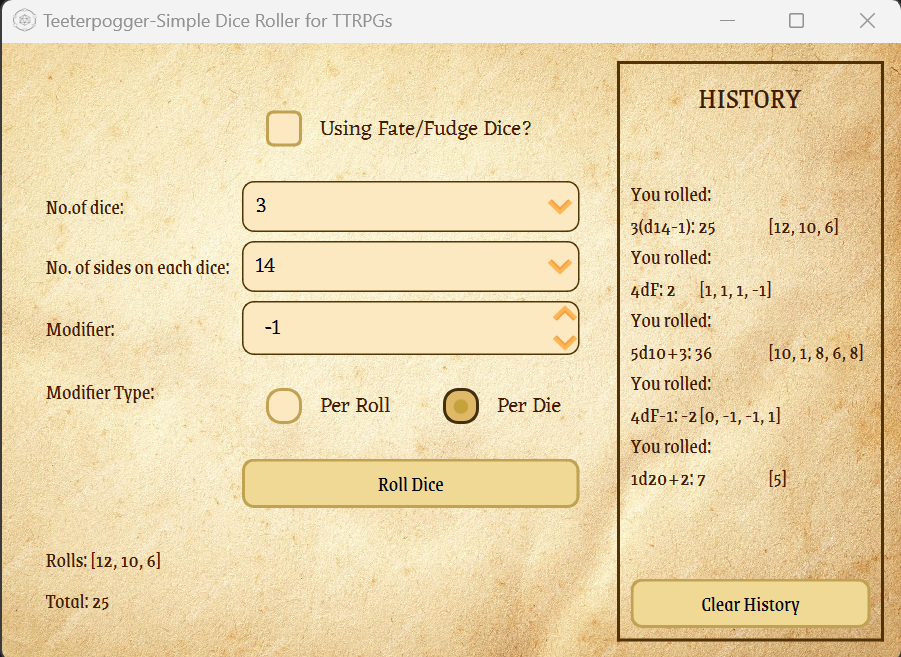 Teeterpogger-Simple Dice Roller for TTRPGs
Using Fate/Fudge Dice?
No.of dice: 3
No. of sides on each dice: 14
Modifier: -1
Modifier Type: Per Roll Per Die
Roll Dice
Rolls: [12, 10, 6]
Total: 25
HISTORY
You rolled:
3(d14-1): 25 [12, 10, 6]
You rolled:
4dF: 2 [1, 1, 1, -1]
You rolled:
5d10+3: 36 [10, 1, 8, 6, 8]
You rolled:
4dF-1: -2 [0, -1, -1, 1]
You rolled:
1d20+2: 7 [5]
Clear History